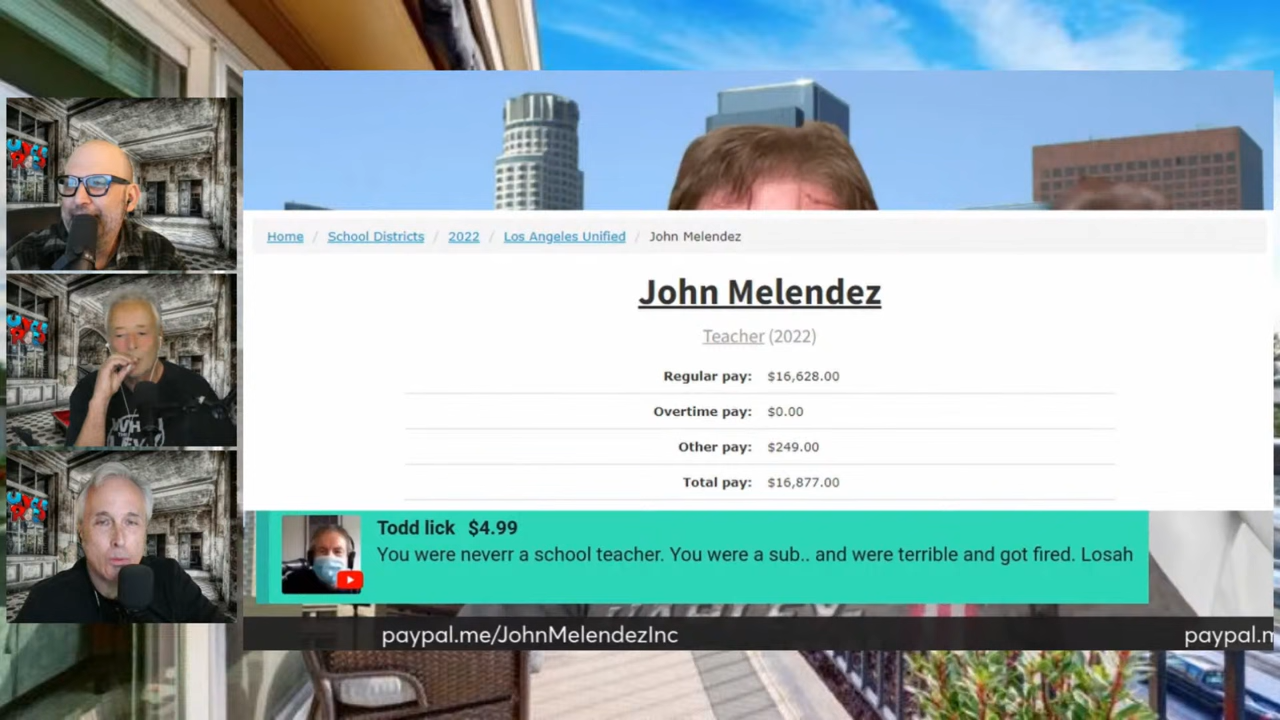 Home / School Districts / 2022 / Los Angeles Unified / John Melendez
John Melendez
Teacher (2022)
Regular pay: $16,628.00
Overtime pay: $0.00
Other pay: $249.00
Total pay: $16,877.00
Todd lick $4.99
You were neverr a school teacher. You were a sub.. and were terrible and got fired. Losah
paypal.me/JohnMelendezInc
paypal.m